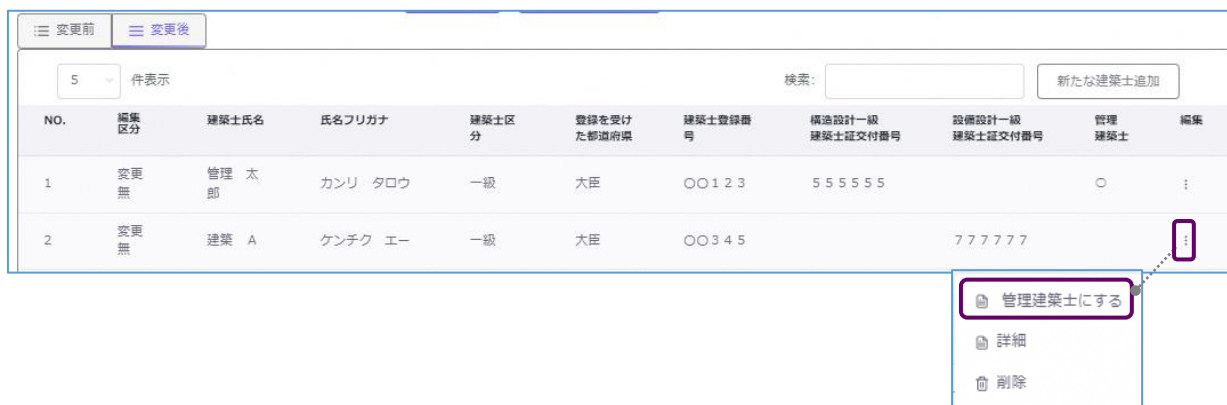 変更前 変更後
5 件表示 検索: 新たな建築士追加
NO. 編集 建築士氏名 氏名フリガナ 建築士区 登録を受け 建築士登録番 構造設計一級 設備設計一級 管理 編集
区分 分 た都道府県 号 建築士証交付番号 建築士証交付番号 建築士
1 変更 管理 太 カンリ タロウ 一級 大臣 〇〇123 555555 〇
無 郎
2 変更 建築 A ケンチク エー 一級 大臣 〇〇345 777777
無
管理建築士にする
詳細
削除